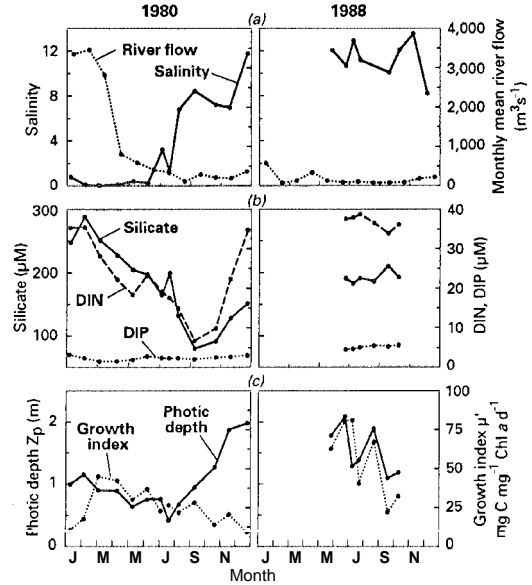 1980
1988
(a)
12
8
4
0
Salinity
River flow
Salinity
4,000
3,000
2,000
1,000
0
Monthly mean river flow
(m³s⁻¹)
(b)
300
200
100
Silicate (µM)
Silicate
DIN
DIP
40
30
20
10
0
DIN, DIP (µM)
(c)
2
1
0
Photic depth Zp (m)
Growth
index
Photic
depth
100
75
50
25
0
Growth index µ'
mg C mg⁻¹ Chl a d⁻¹
J M M J S N
J M M J S N
Month